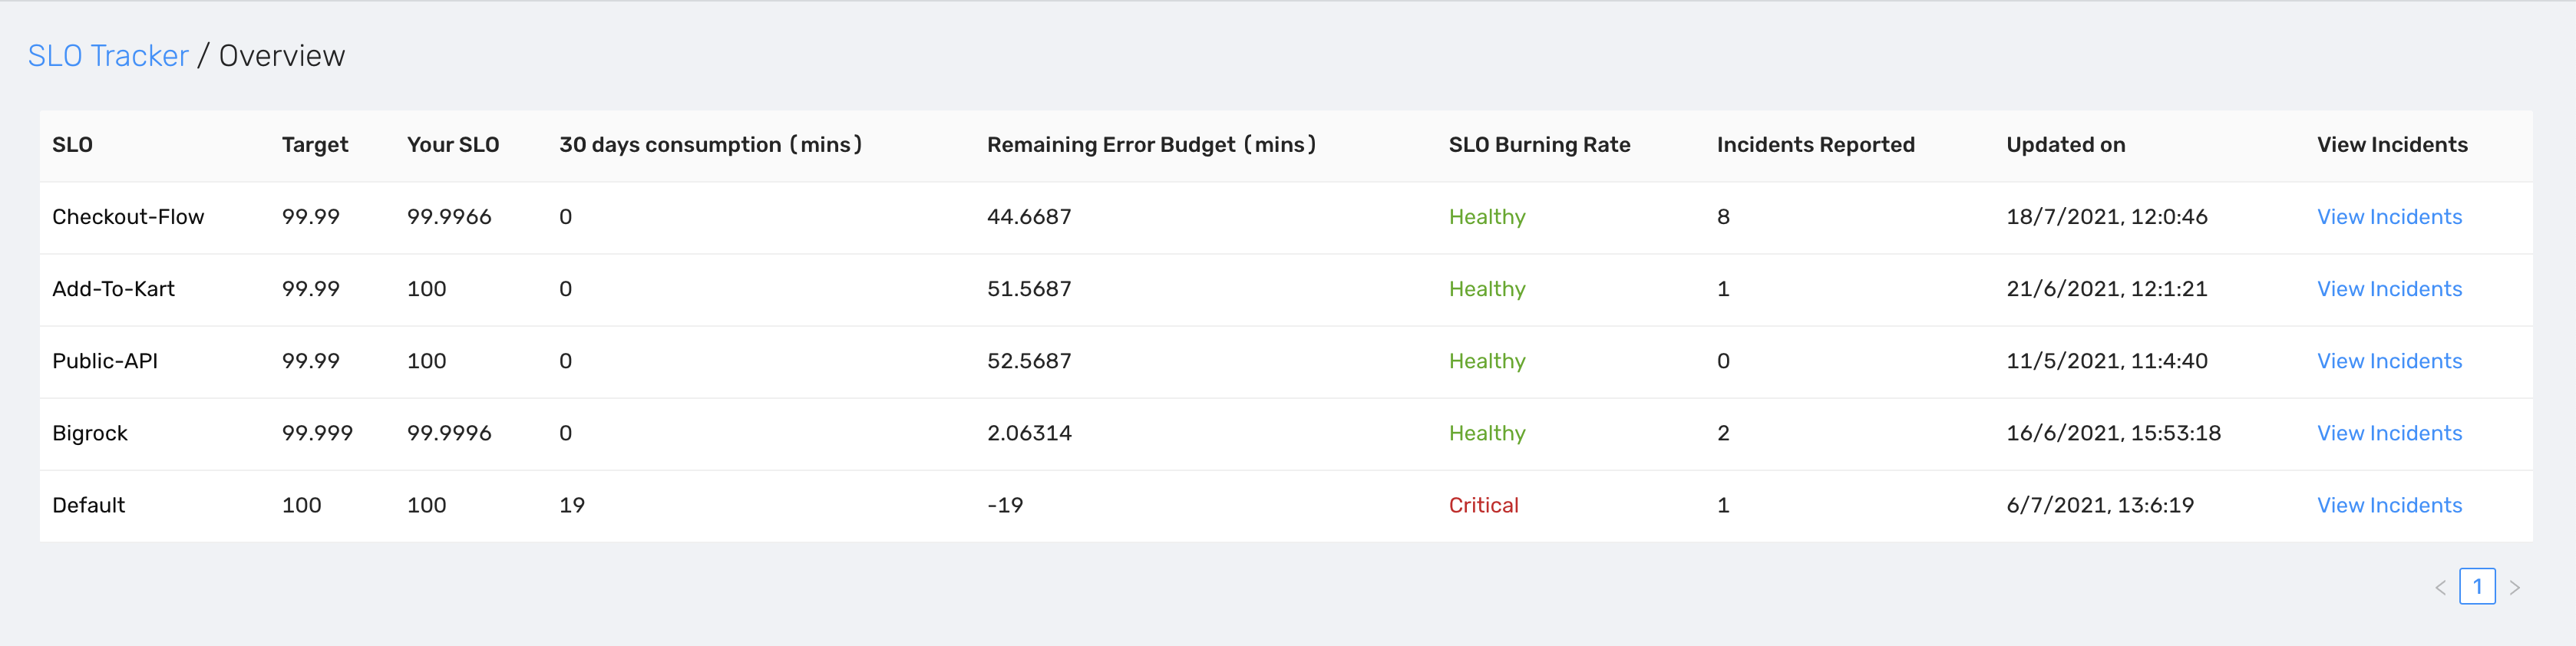 SLO Tracker / Overview
SLO Target Your SLO 30 days consumption (mins) Remaining Error Budget (mins) SLO Burning Rate Incidents Reported Updated on View Incidents
Checkout-Flow 99.99 99.9966 0 44.6687 Healthy 8 18/7/2021, 12:0:46 View Incidents
Add-To-Kart 99.99 100 0 51.5687 Healthy 1 21/6/2021, 12:1:21 View Incidents
Public-API 99.99 100 0 52.5687 Healthy 0 11/5/2021, 11:4:40 View Incidents
Bigrock 99.999 99.9996 0 2.06314 Healthy 2 16/6/2021, 15:53:18 View Incidents
Default 100 100 19 -19 Critical 1 6/7/2021, 13:6:19 View Incidents
< 1 >